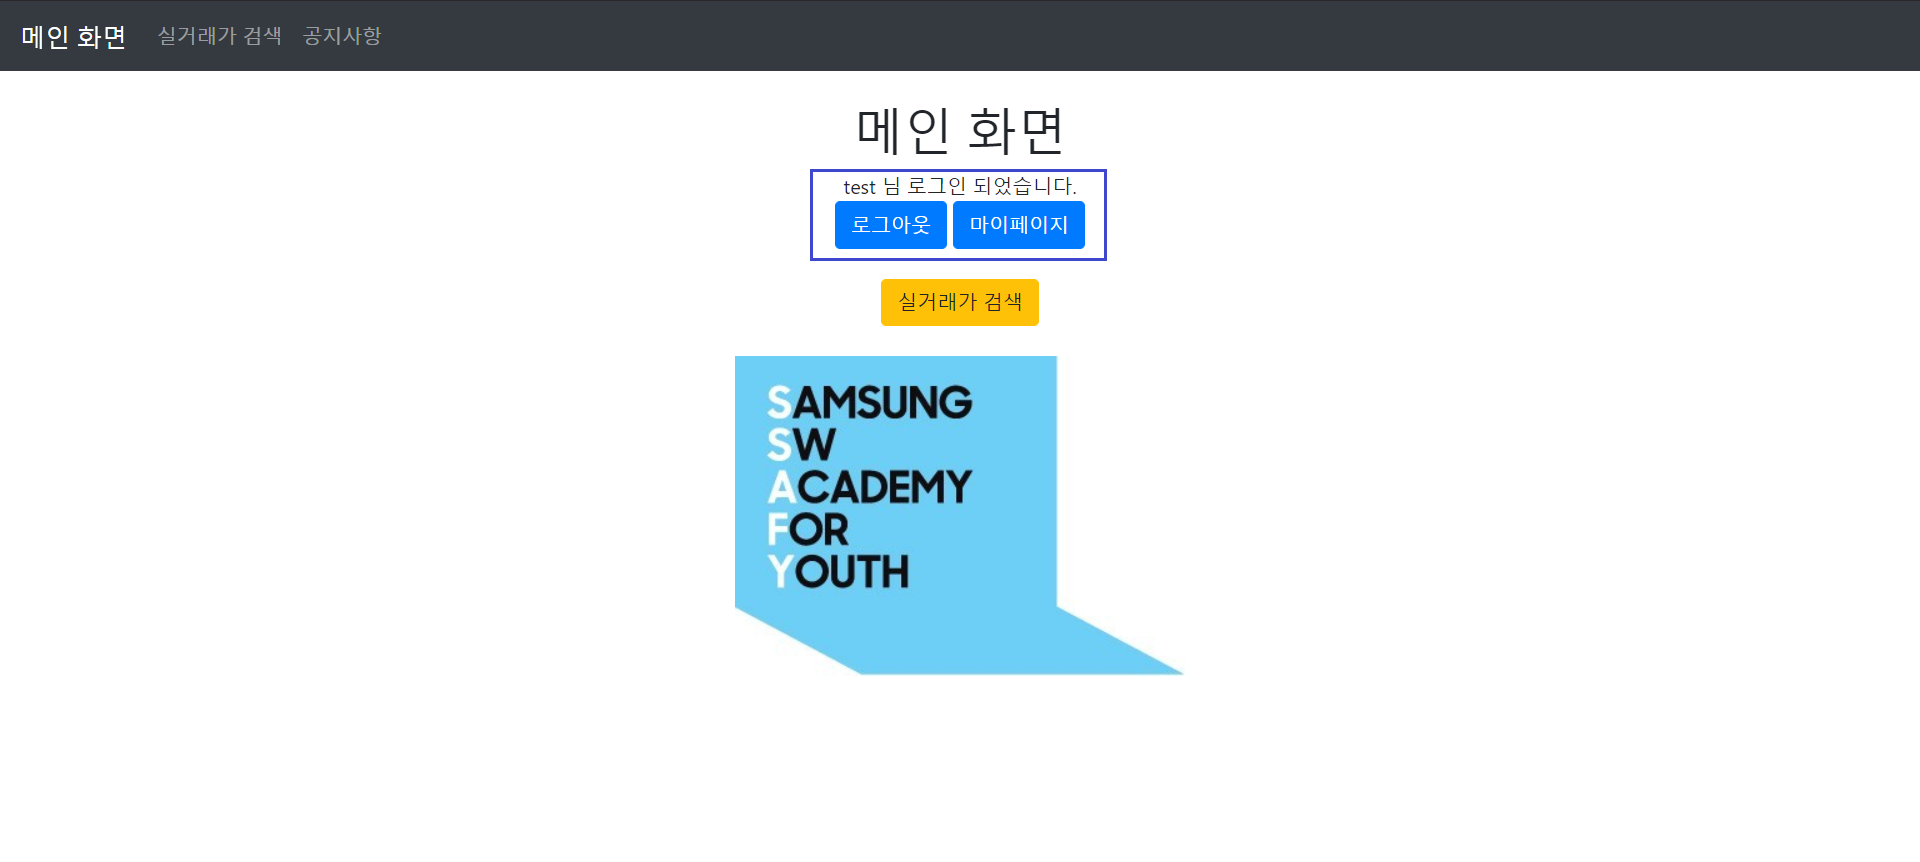 메인 화면 실거래가 검색 공지사항
메인 화면
test 님 로그인 되었습니다.
로그아웃 마이페이지
실거래가 검색
SAMSUNG
SW
ACADEMY
FOR
YOUTH